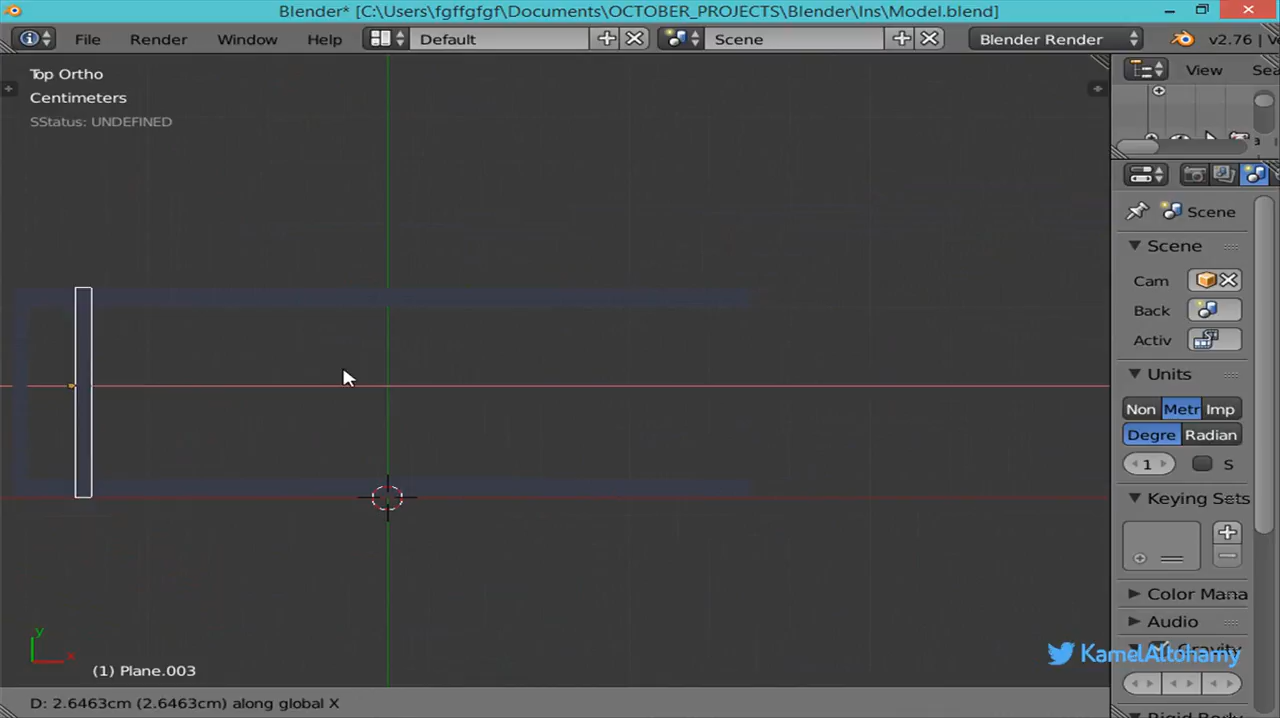 Blender* [C:\Users\fgffgfgf\Documents\OCTOBER_PROJECTS\Blender\Ins\Model.blend]
File Render Window Help Default Scene Blender Render v2.76
View
Top Ortho
Centimeters
SStatus: UNDEFINED
Scene
Scene
Cam
Back
Activ
Units
Non Metr Imp
Degre Radian
1 S
Keying Sets
Color Mana
Audio
Gravity
KamelAltohamy
(1) Plane.003
y
x
D: 2.6463cm (2.6463cm) along global X